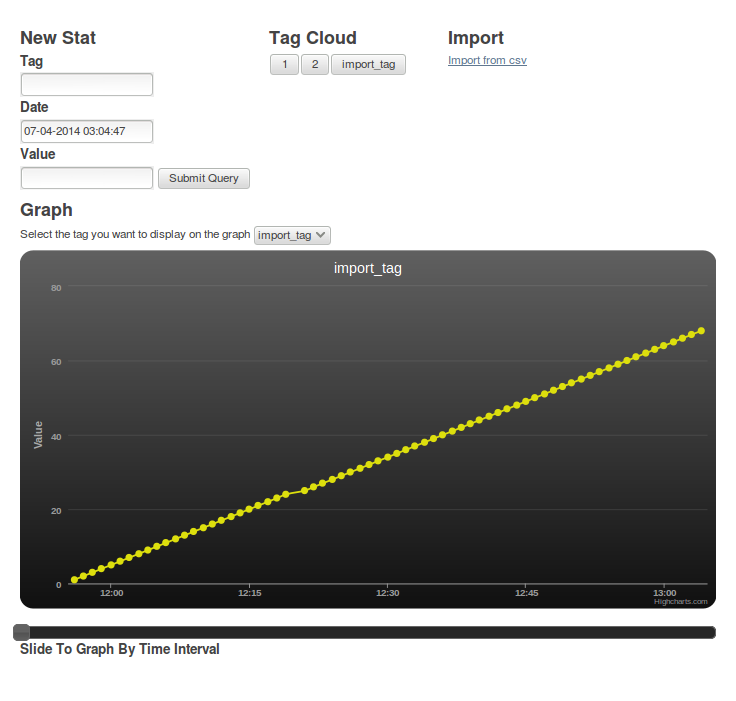 New Stat
Tag
Date
07-04-2014 03:04:47
Value
Submit Query
Tag Cloud
1 2 import_tag
Import
Import from csv
Graph
Select the tag you want to display on the graph import_tag
import_tag
80
60
40
20
0
Value
12:00 12:15 12:30 12:45 13:00
Highcharts.com
Slide To Graph By Time Interval